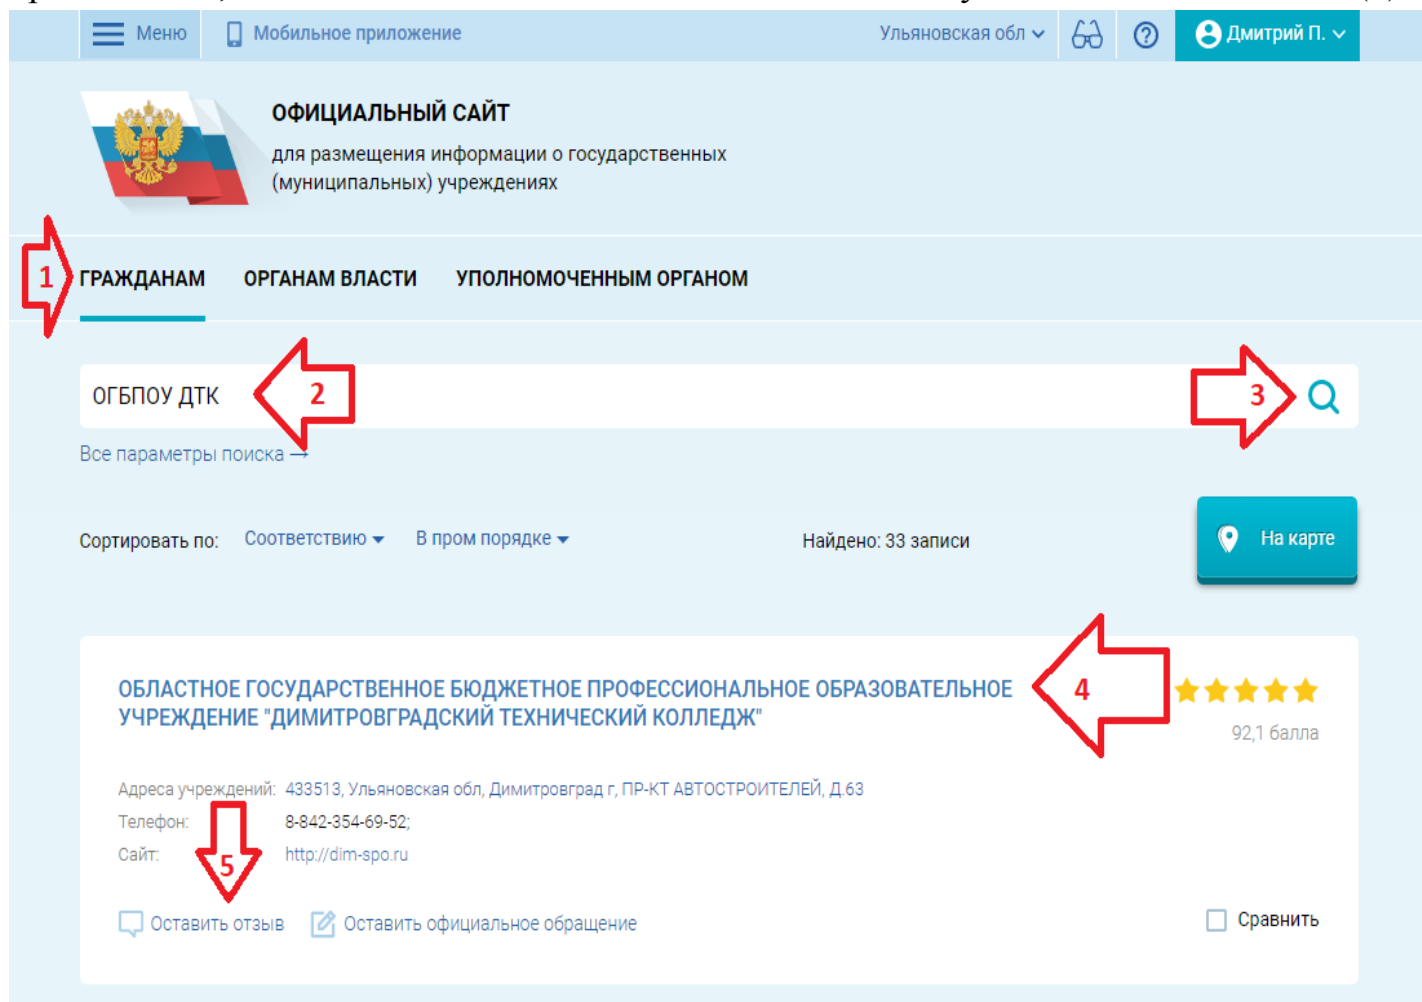 Меню
Мобильное приложение
Ульяновская обл
Дмитрий П.
ОФИЦИАЛЬНЫЙ САЙТ
для размещения информации о государственных
(муниципальных) учреждениях
1
ГРАЖДАНАМ ОРГАНАМ ВЛАСТИ УПОЛНОМОЧЕННЫМ ОРГАНОМ
ОГБПОУ ДТК
2
3
Все параметры поиска →
Сортировать по: Соответствию В пром порядке Найдено: 33 записи
На карте
ОБЛАСТНОЕ ГОСУДАРСТВЕННОЕ БЮДЖЕТНОЕ ПРОФЕССИОНАЛЬНОЕ ОБРАЗОВАТЕЛЬНОЕ
УЧРЕЖДЕНИЕ "ДИМИТРОВГРАДСКИЙ ТЕХНИЧЕСКИЙ КОЛЛЕДЖ"
4
92,1 балла
Адреса учреждений: 433513, Ульяновская обл, Димитровград г, ПР-КТ АВТОСТРОИТЕЛЕЙ, Д.63
Телефон: 8-842-354-69-52;
Сайт: http://dim-spo.ru
5
Оставить отзыв Оставить официальное обращение
Сравнить